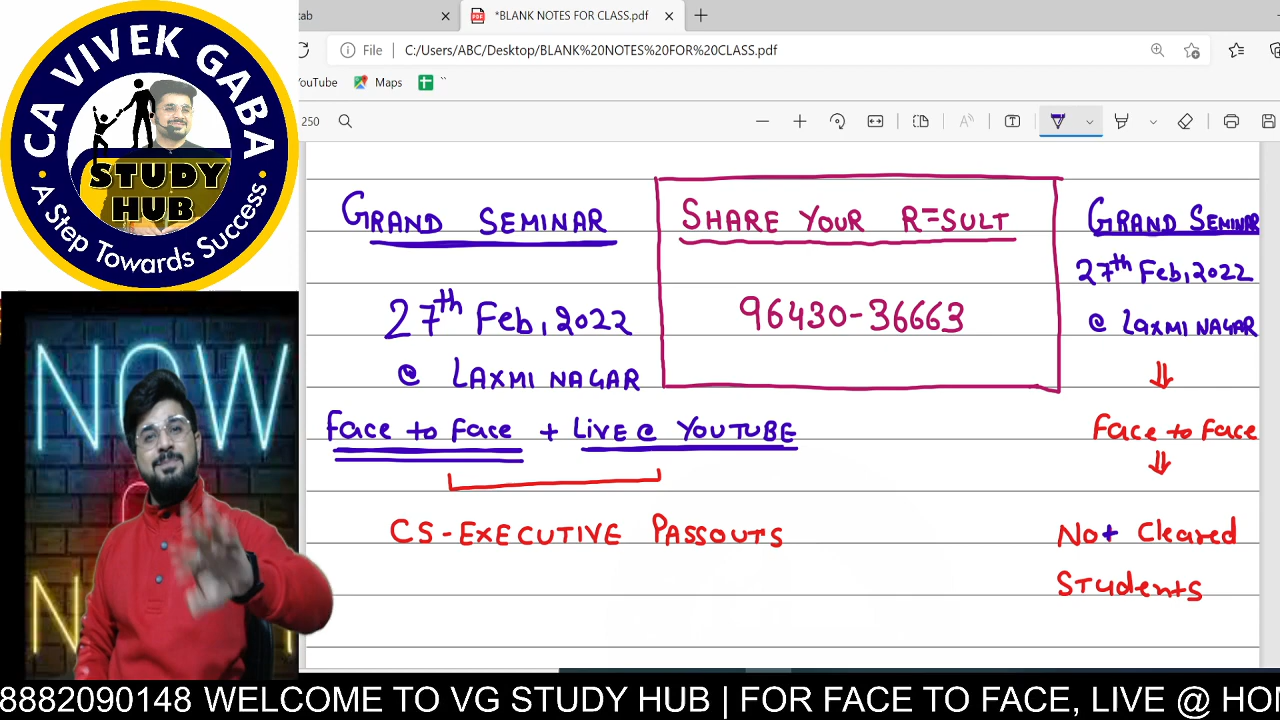 CA VIVEK GABA
STUDY
HUB
A Step Towards Success
tab
*BLANK NOTES FOR CLASS.pdf
File
C:/Users/ABC/Desktop/BLANK%20NOTES%20FOR%20CLASS.pdf
YouTube
Maps
``
250
GRAND SEMINAR
27th Feb, 2022
@ LAXMI NAGAR
Face to Face + LIVE @ YOUTUBE
CS-EXECUTIVE PASSOUTS
SHARE YOUR R=SULT
96430-36663
GRAND SEMINAR
27th Feb, 2022
@ LAXMI NAGAR
Face to Face
Not Cleared
Students
NOW
8882090148 WELCOME TO VG STUDY HUB | FOR FACE TO FACE, LIVE @ HOM